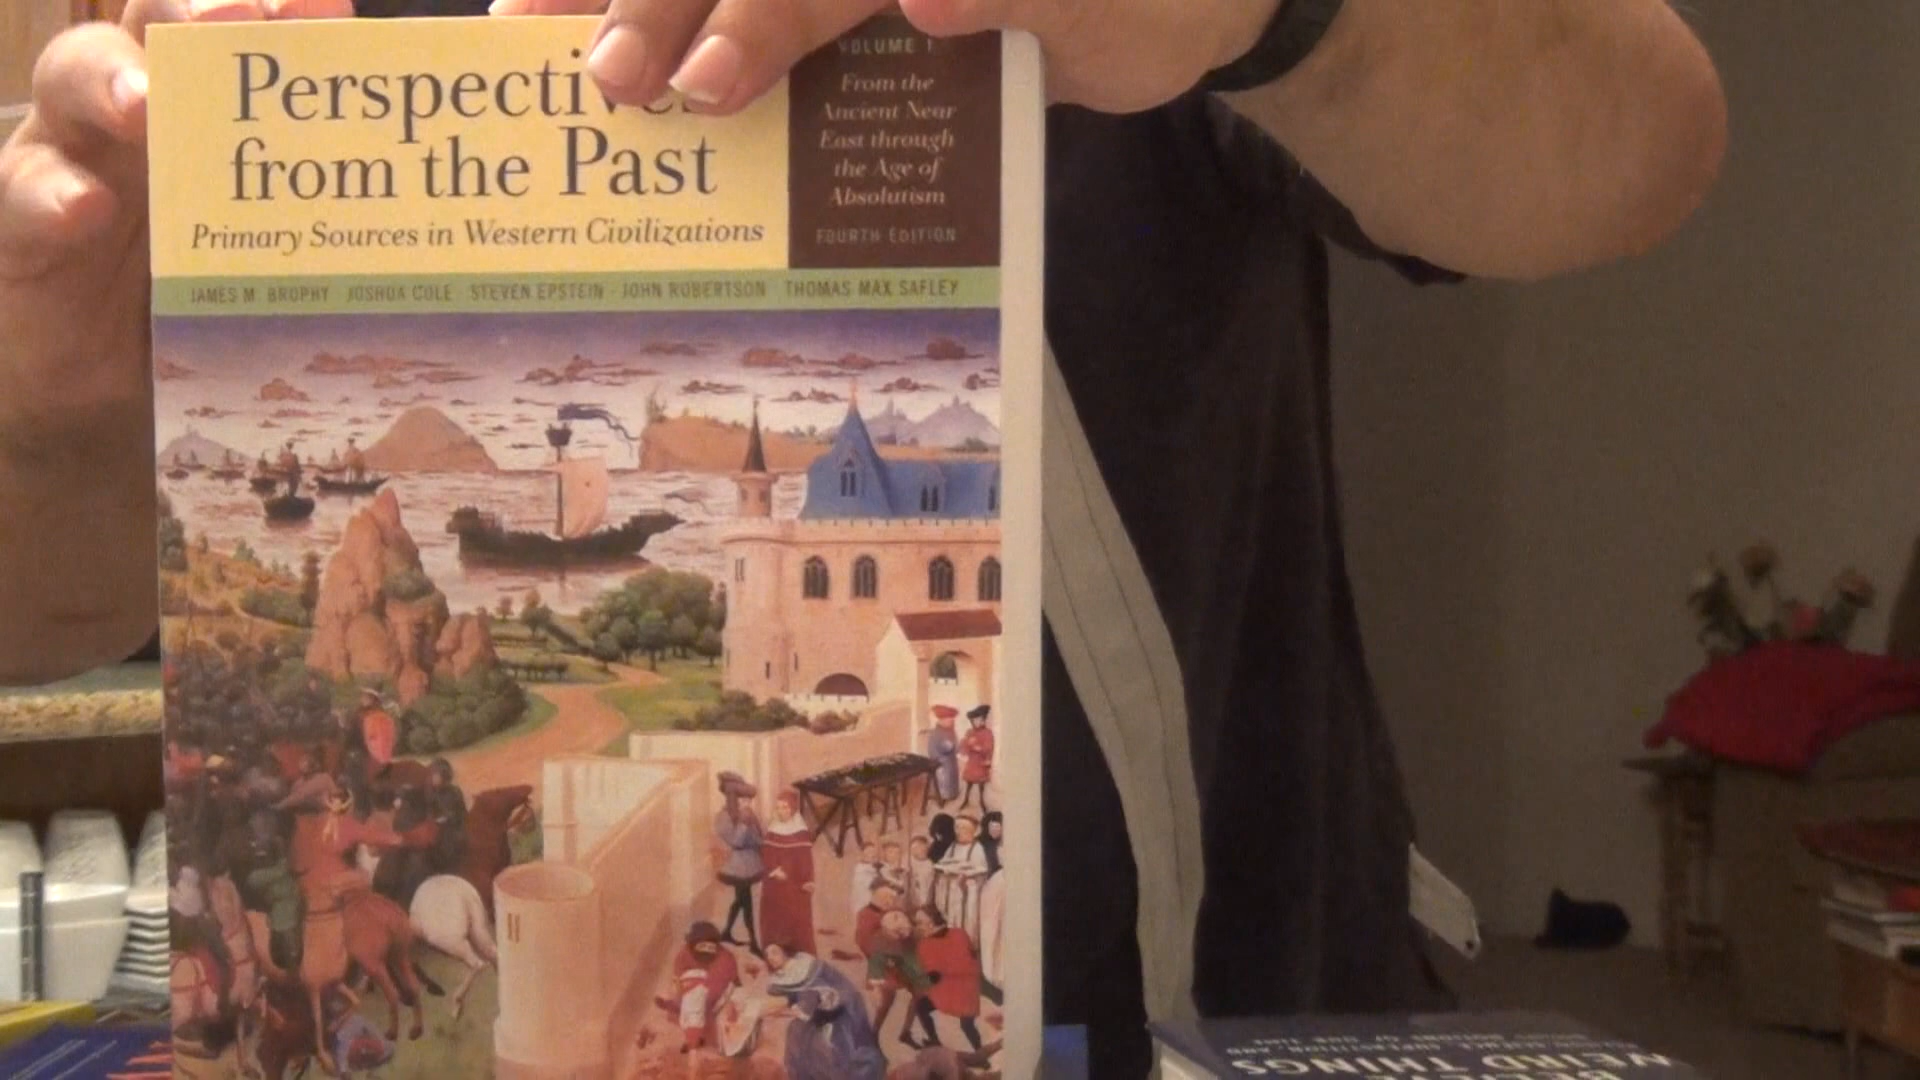 Perspectives
from the Past
Primary Sources in Western Civilizations
VOLUME 1
From the
Ancient Near
East through
the Age of
Absolutism
FOURTH EDITION
JAMES M. BROPHY JOSHUA COLE STEVEN EPSTEIN JOHN ROBERTSON THOMAS MAX SAFLEY
BELIEVE
WEIRD THINGS